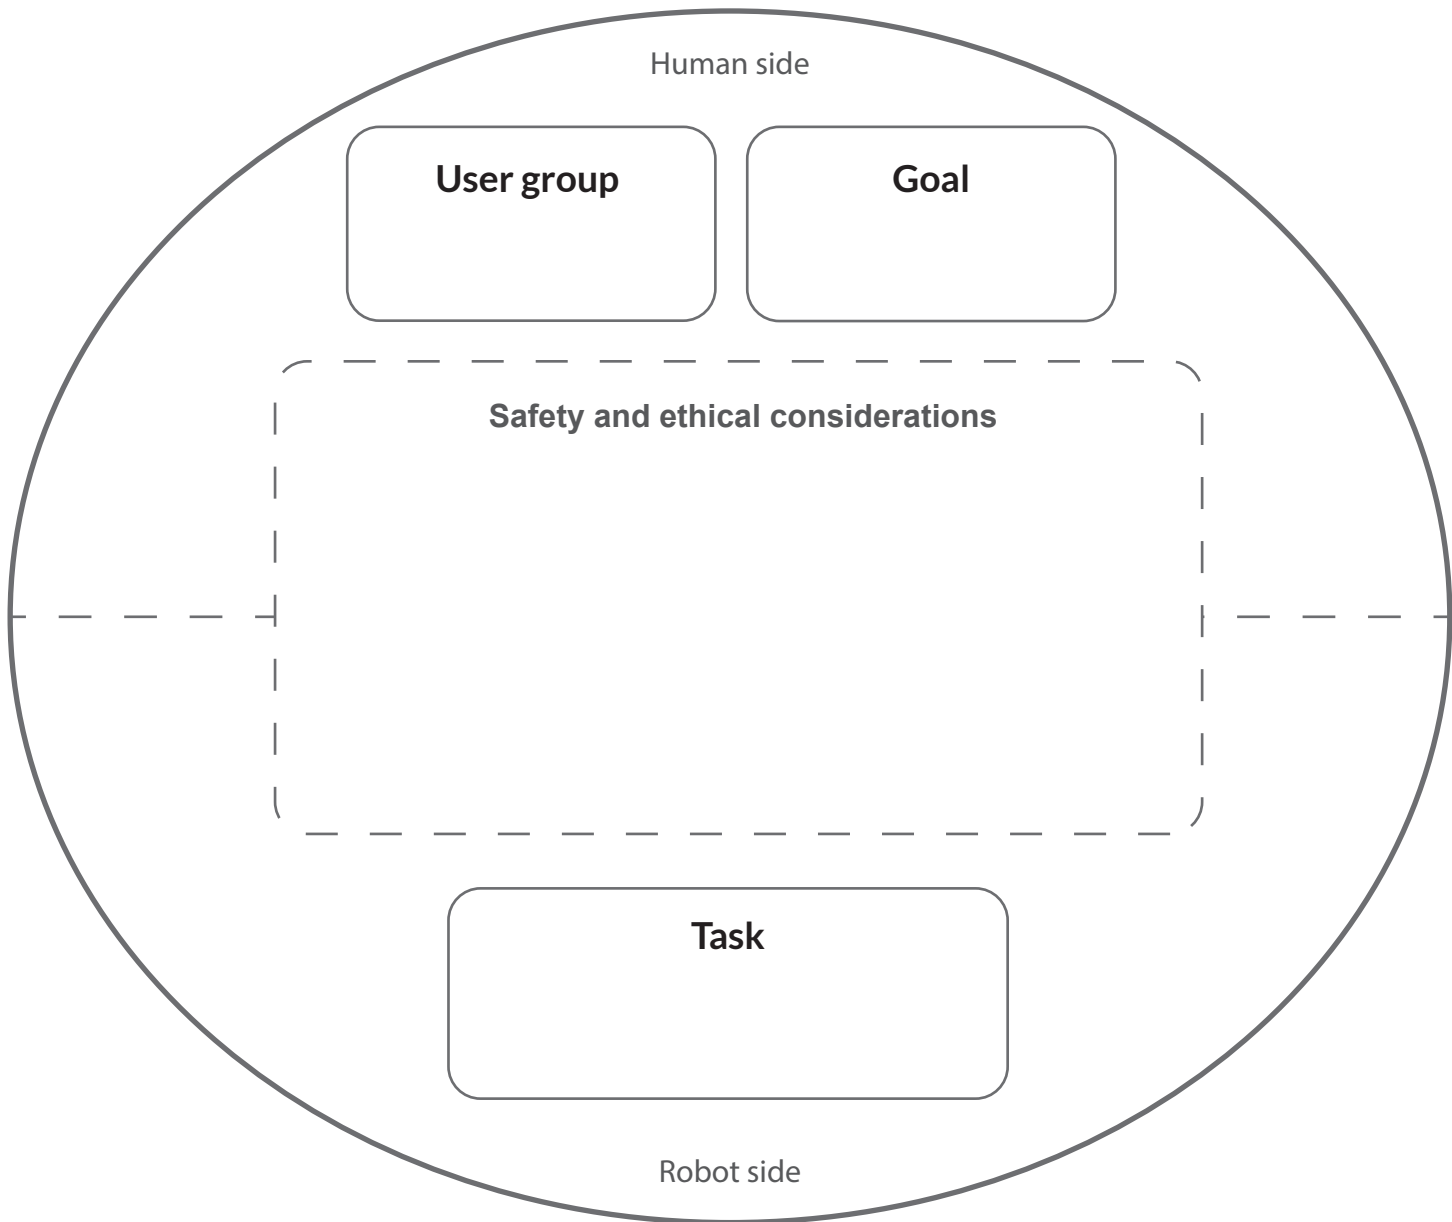 Human side
User group
Goal
Safety and ethical considerations
Task
Robot side